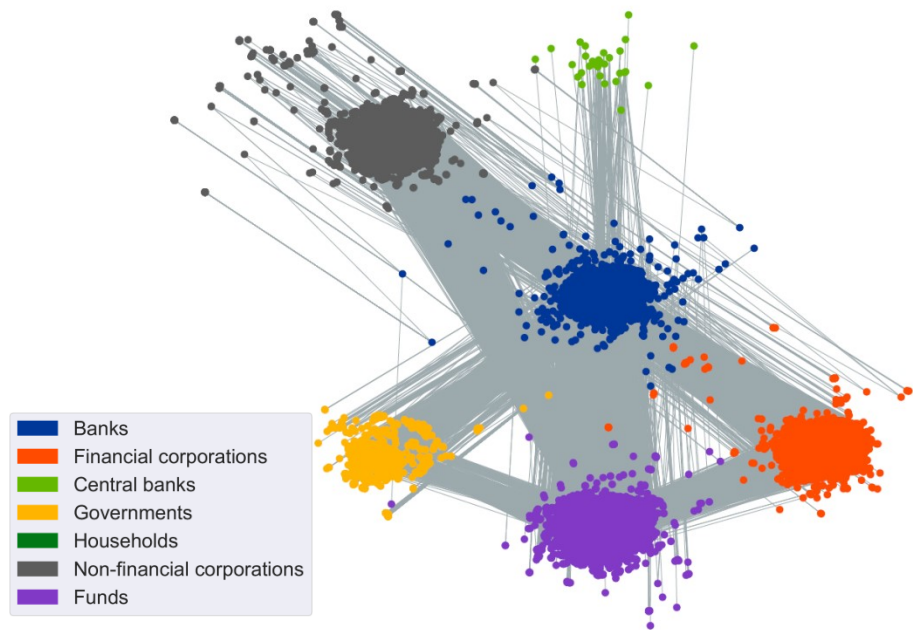 Banks
Financial corporations
Central banks
Governments
Households
Non-financial corporations
Funds